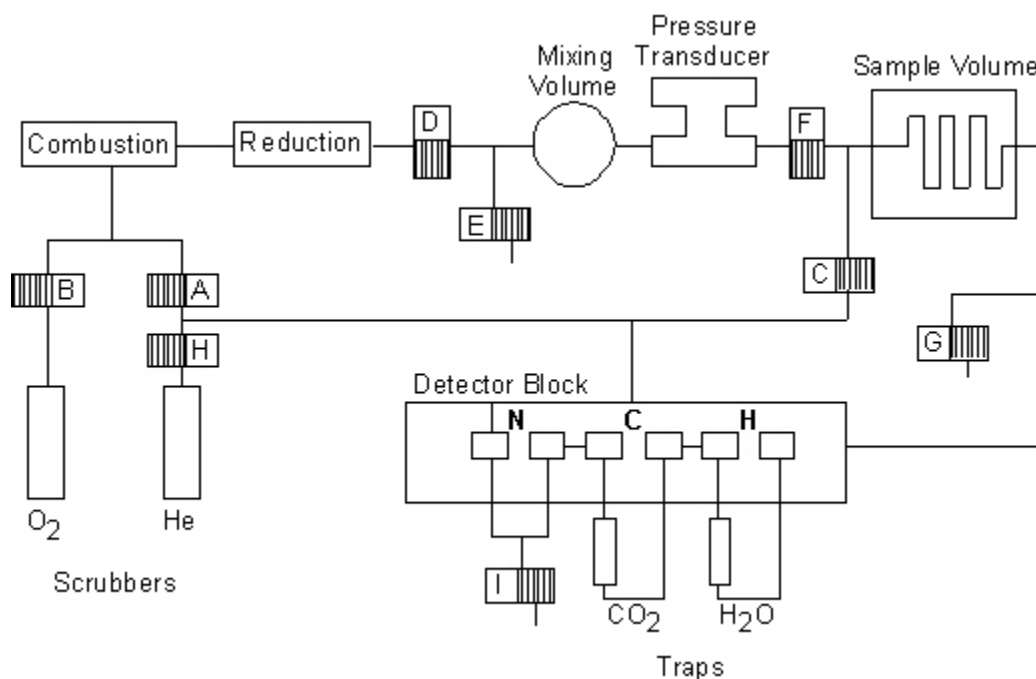 Pressure
Transducer
Mixing
Volume
Sample Volume
D
F
Combustion
Reduction
E
C
B
A
G
H
Detector Block
N
C
H
O2
He
Scrubbers
I
CO2
H2O
Traps